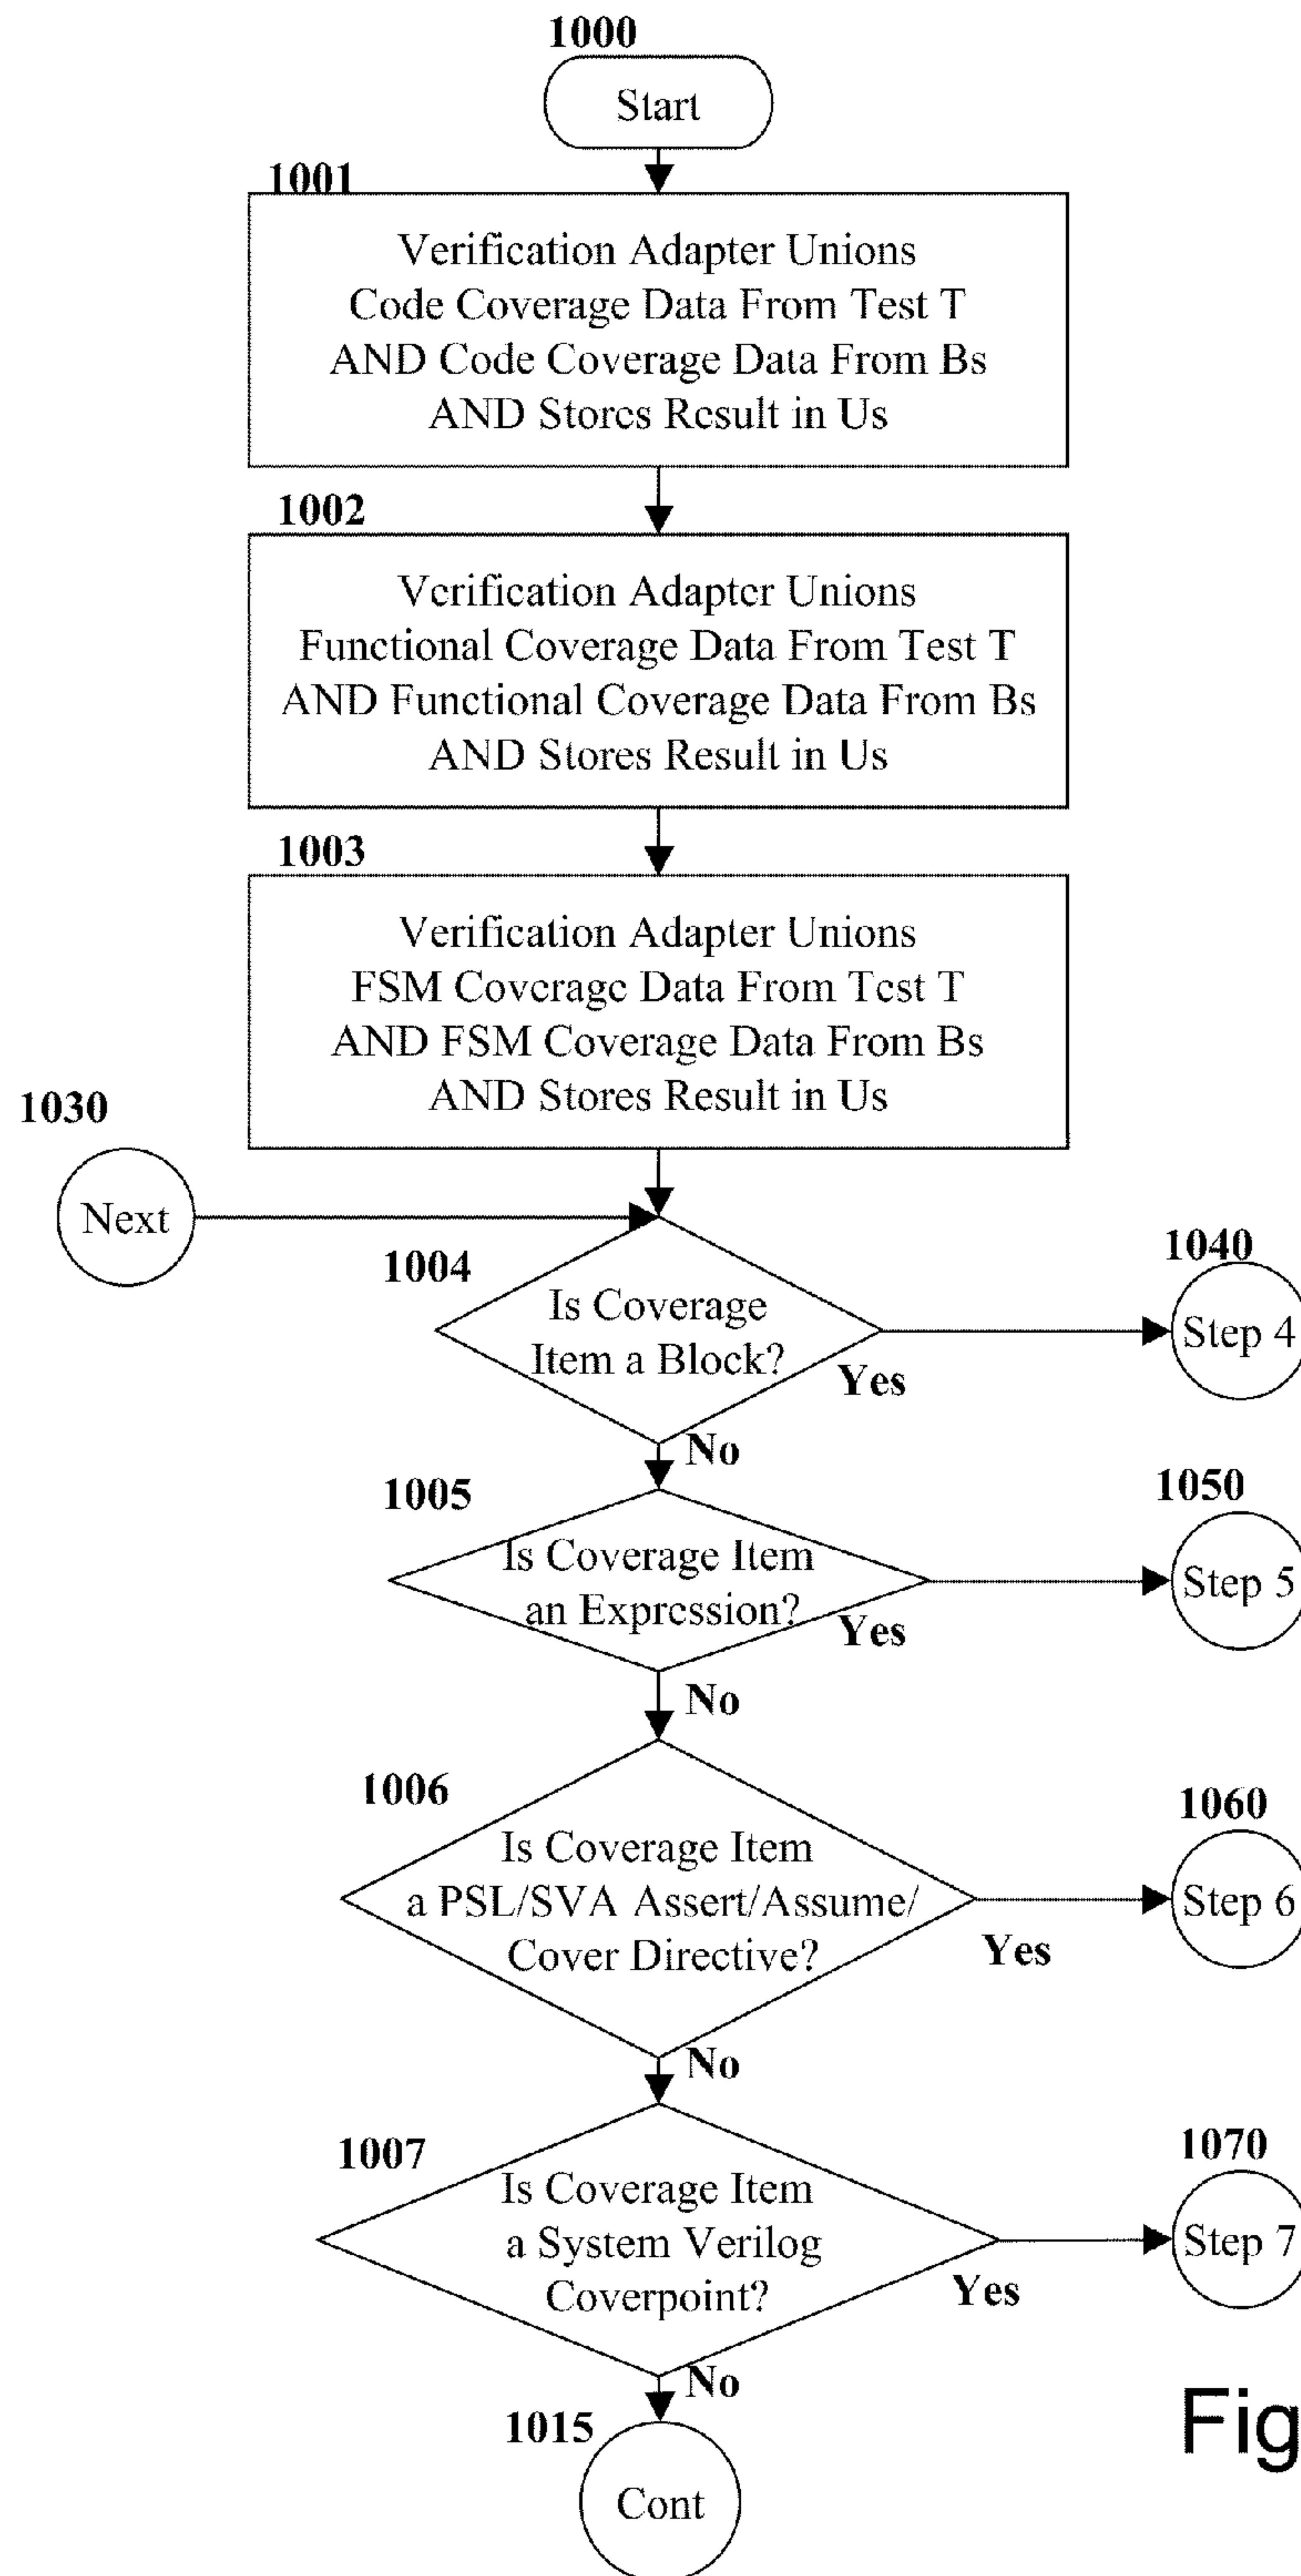 1000
Start
1001
Verification Adapter Unions
Code Coverage Data From Test T
AND Code Coverage Data From Bs
AND Stores Result in Us
1002
Verification Adapter Unions
Functional Coverage Data From Test T
AND Functional Coverage Data From Bs
AND Stores Result in Us
1003
Verification Adapter Unions
FSM Coverage Data From Test T
AND FSM Coverage Data From Bs
AND Stores Result in Us
1030
Next
1004
Is Coverage
Item a Block?
Yes
1040
Step 4
No
1005
Is Coverage Item
an Expression?
Yes
1050
Step 5
No
1006
Is Coverage Item
a PSL/SVA Assert/Assume/
Cover Directive?
Yes
1060
Step 6
No
1007
Is Coverage Item
a System Verilog
Coverpoint?
Yes
1070
Step 7
No
1015
Cont
Fig